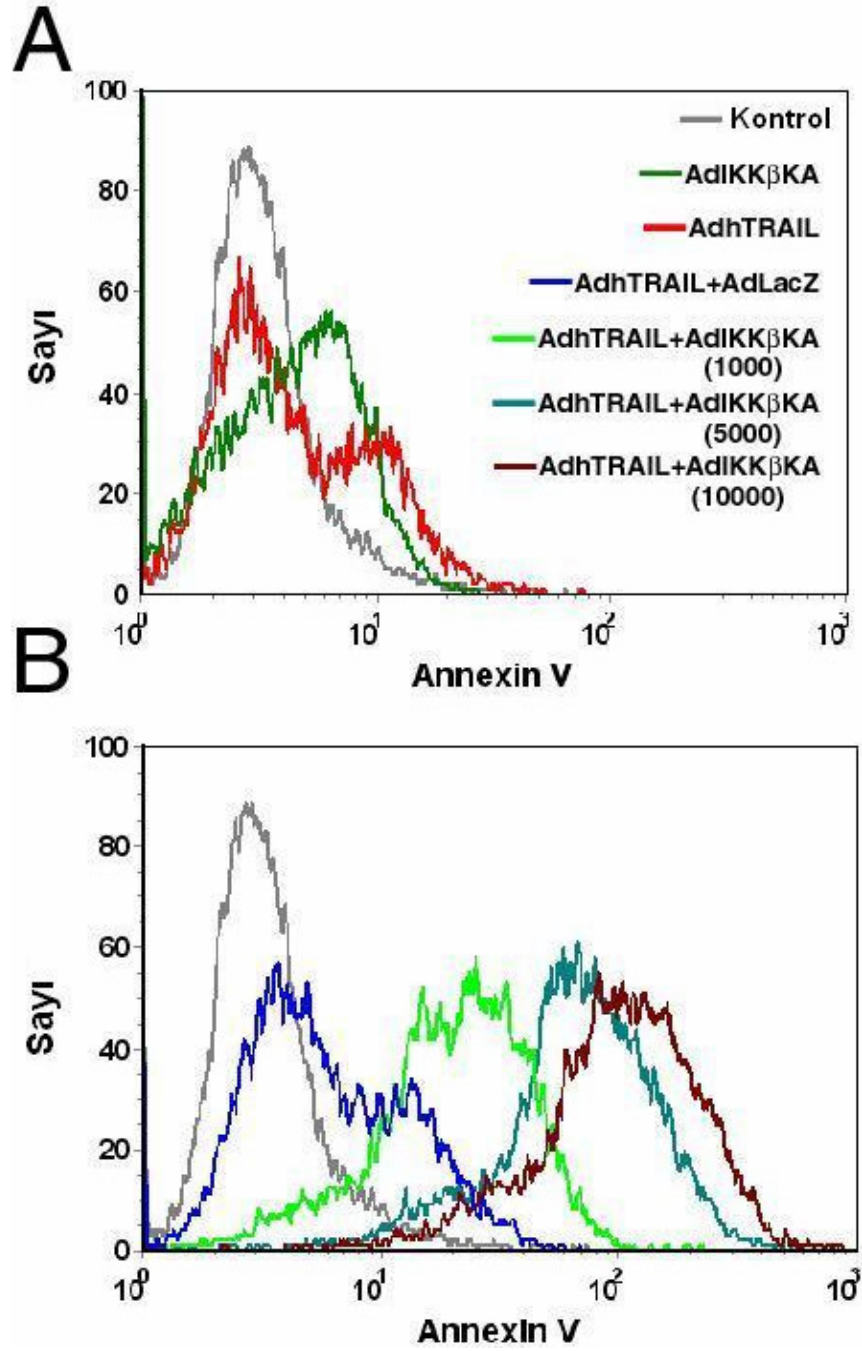 A
100
80
60
40
20
0
Sayı
Kontrol
AdIKKβKA
AdhTRAIL
AdhTRAIL+AdLacZ
AdhTRAIL+AdIKKβKA
(1000)
AdhTRAIL+AdIKKβKA
(5000)
AdhTRAIL+AdIKKβKA
(10000)
10⁰ 10¹ 10² 10³
Annexin V
B
100
80
60
40
20
0
Sayı
10⁰ 10¹ 10² 10³
Annexin V